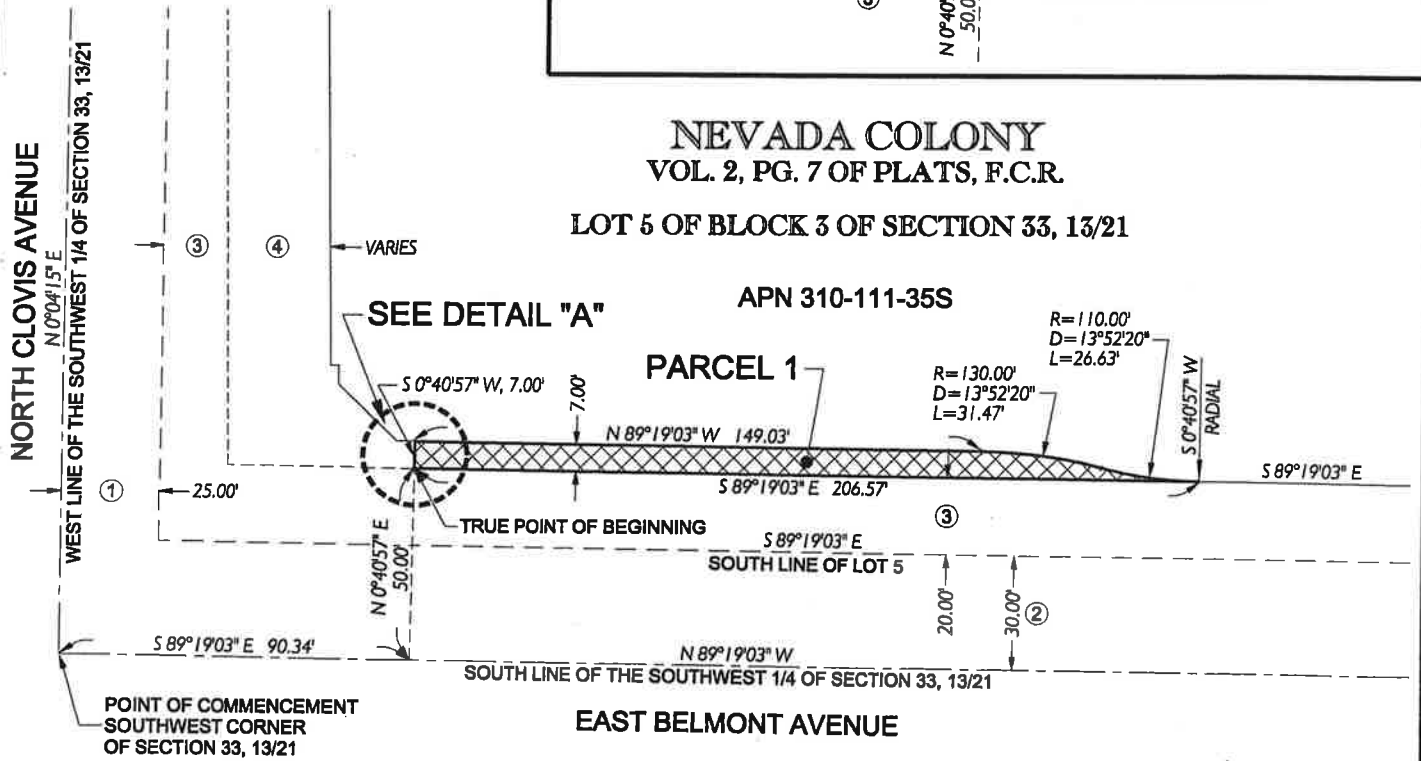 ③
N 0°40'
50.0
NEVADA COLONY
VOL. 2, PG. 7 OF PLATS, F.C.R.
LOT 5 OF BLOCK 3 OF SECTION 33, 13/21
NORTH CLOVIS AVENUE
N 0°04'15" E
WEST LINE OF THE SOUTHWEST 1/4 OF SECTION 33, 13/21
③
④
VARIES
SEE DETAIL "A"
APN 310-111-35S
PARCEL 1
S 0°40'57" W, 7.00'
7.00'
R=130.00'
D=13°52'20"
L=31.47'
R=110.00'
D=13°52'20"
L=26.63'
S 0°40'57" W
RADIAL
N 89°19'03" W 149.03'
S 89°19'03" E 206.57'
S 89°19'03" E
①
25.00'
TRUE POINT OF BEGINNING
③
S 89°19'03" E
SOUTH LINE OF LOT 5
N 0°40'57" E
50.00'
20.00'
30.00'
②
S 89°19'03" E 90.34'
N 89°19'03" W
SOUTH LINE OF THE SOUTHWEST 1/4 OF SECTION 33, 13/21
POINT OF COMMENCEMENT
SOUTHWEST CORNER
OF SECTION 33, 13/21
EAST BELMONT AVENUE